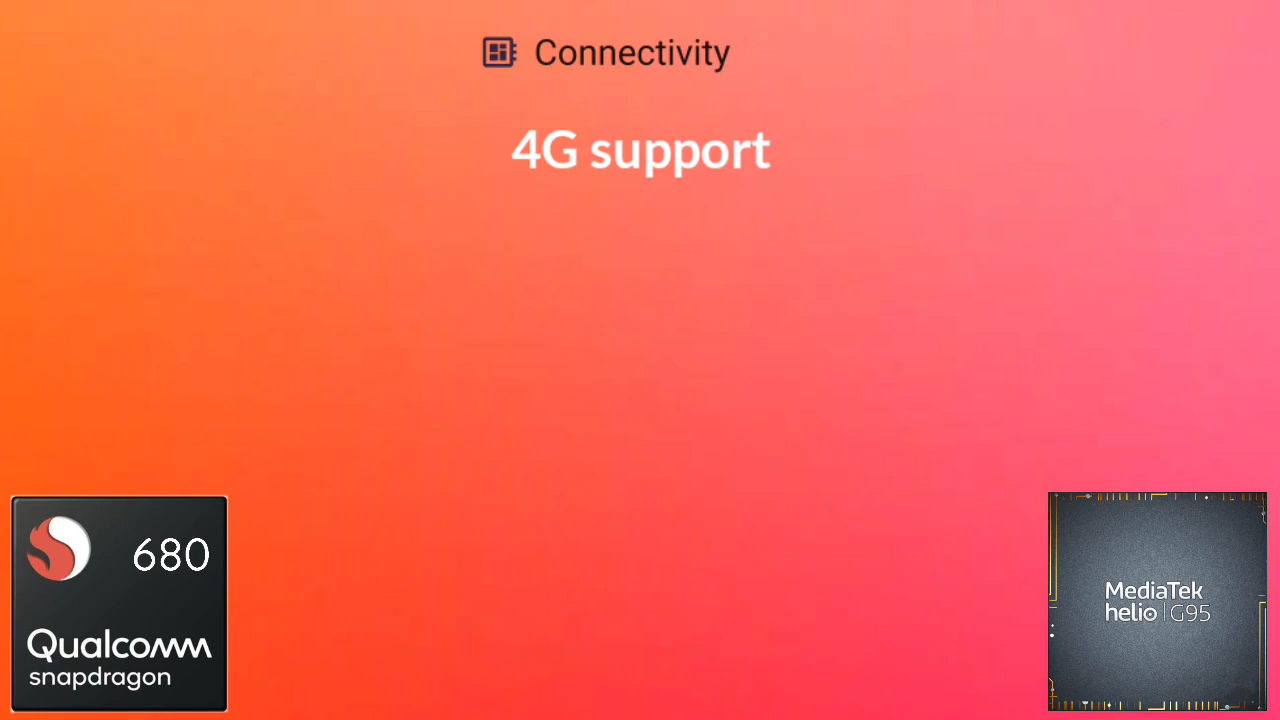 Connectivity
4G support
680
Qualcomm
snapdragon
MediaTek
helio G95